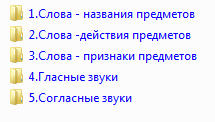 1.Слова - названия предметов
2.Слова -действия предметов
3.Слова - признаки предметов
4.Гласные звуки
5.Согласные звуки